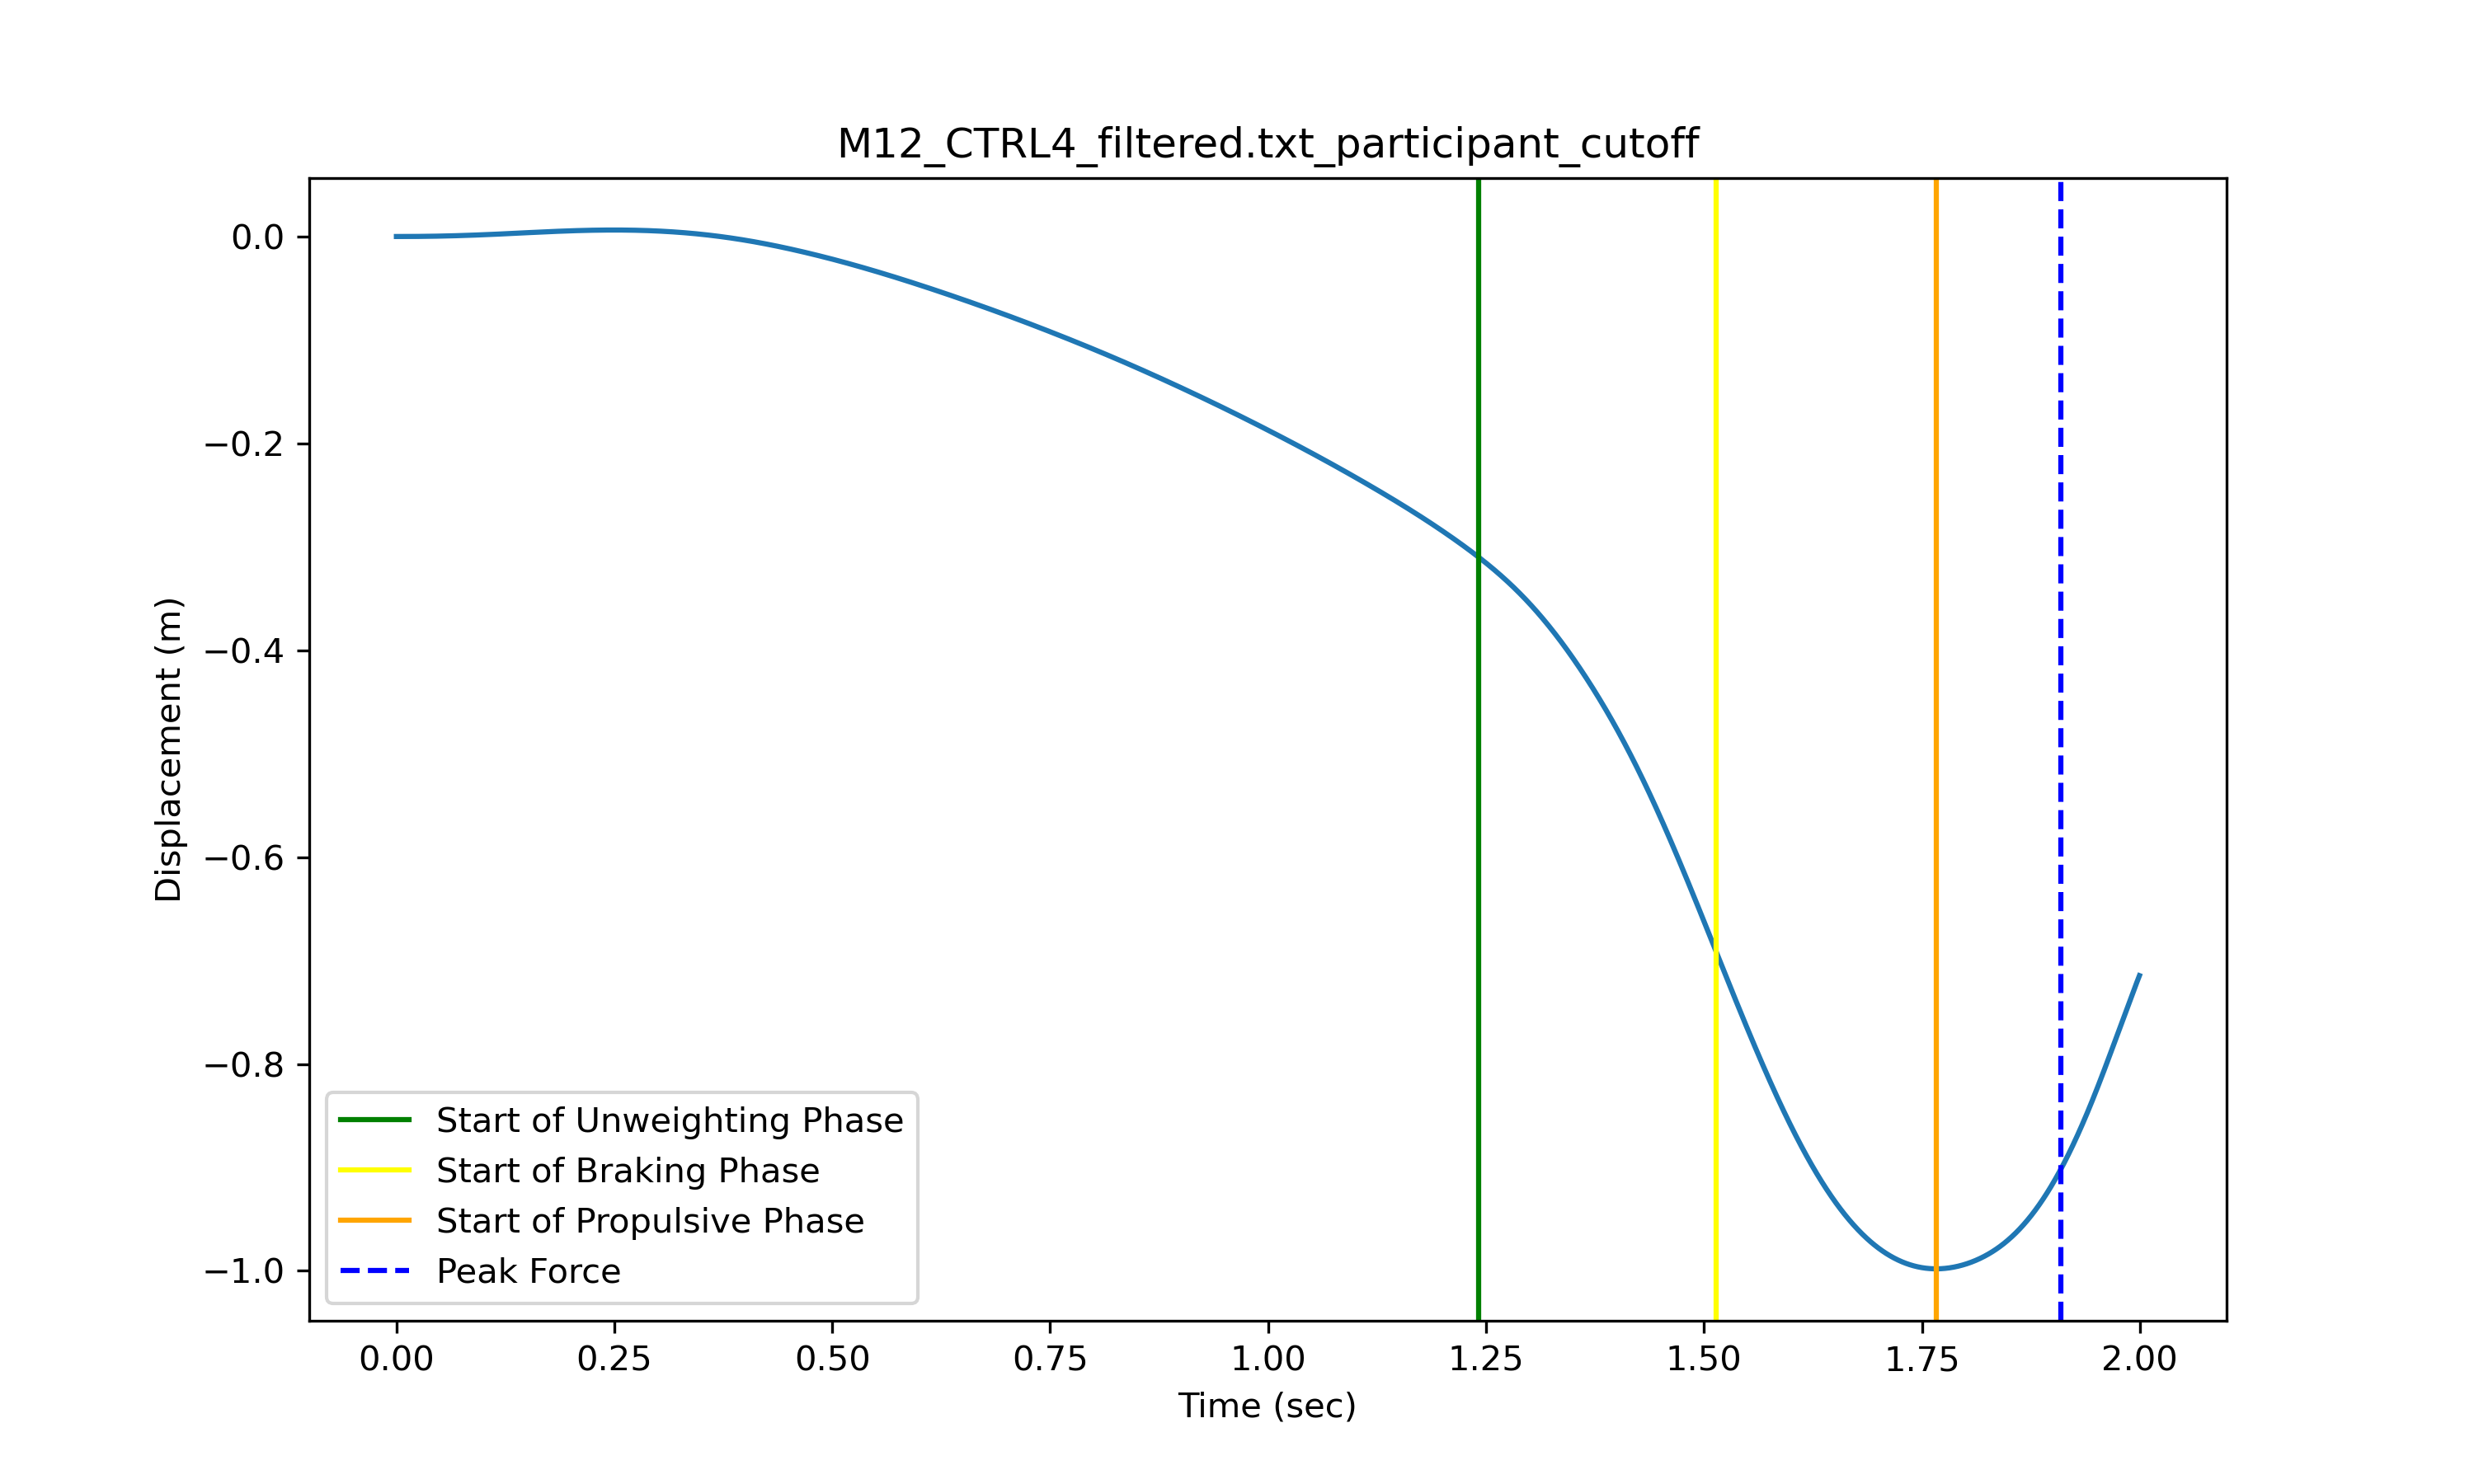 M12_CTRL4_filtered.txt_participant_cutoff
Displacement (m)
0.0
−0.2
−0.4
−0.6
−0.8
−1.0
Start of Unweighting Phase
Start of Braking Phase
Start of Propulsive Phase
Peak Force
0.00 0.25 0.50 0.75 1.00 1.25 1.50 1.75 2.00
Time (sec)